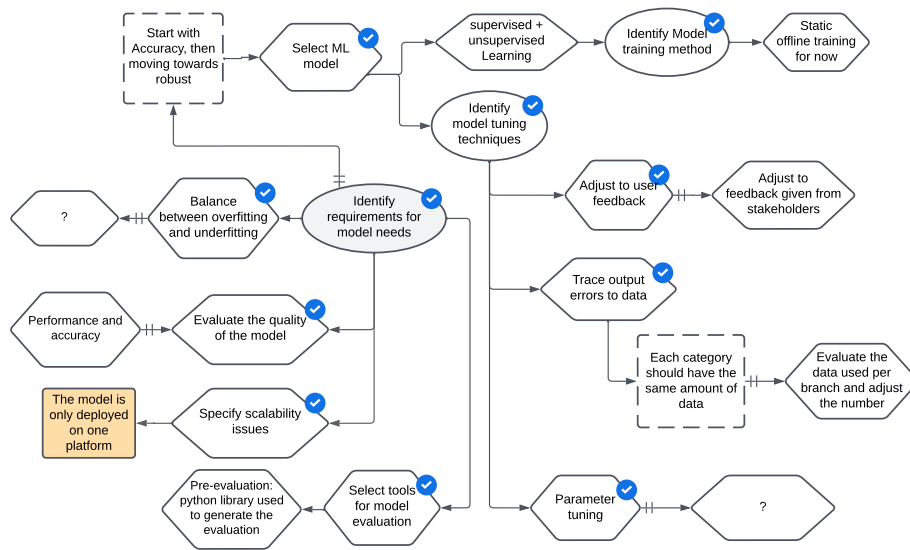 Start with
Accuracy, then
moving towards
robust
Select ML
model
supervised +
unsupervised
Learning
Identify Model
training method
Static
offline training
for now
Identify
model tuning
techniques
Adjust to user
feedback
Adjust to
feedback given from
stakeholders
?
Balance
between overfitting
and underfitting
Identify
requirements for
model needs
Trace output
errors to data
Performance and
accuracy
Evaluate the quality
of the model
Each category
should have the
same amount of
data
Evaluate the
data used per
branch and adjust
the number
The model is
only deployed
on one
platform
Specify scalability
issues
Pre-evaluation:
python library used
to generate the
evaluation
Select tools
for model
evaluation
Parameter
tuning
?